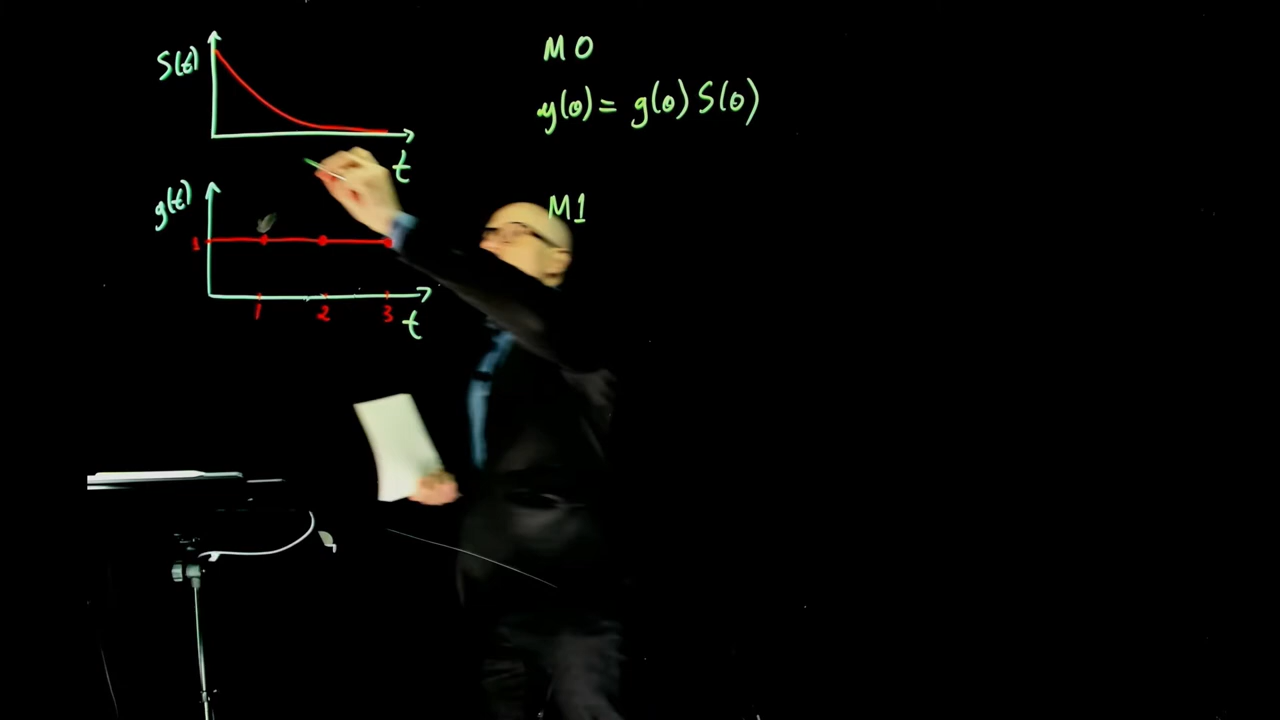 S(t)
t
g(t)
1
1 2 3
t
M0
y(0) = g(0) S(0)
M1